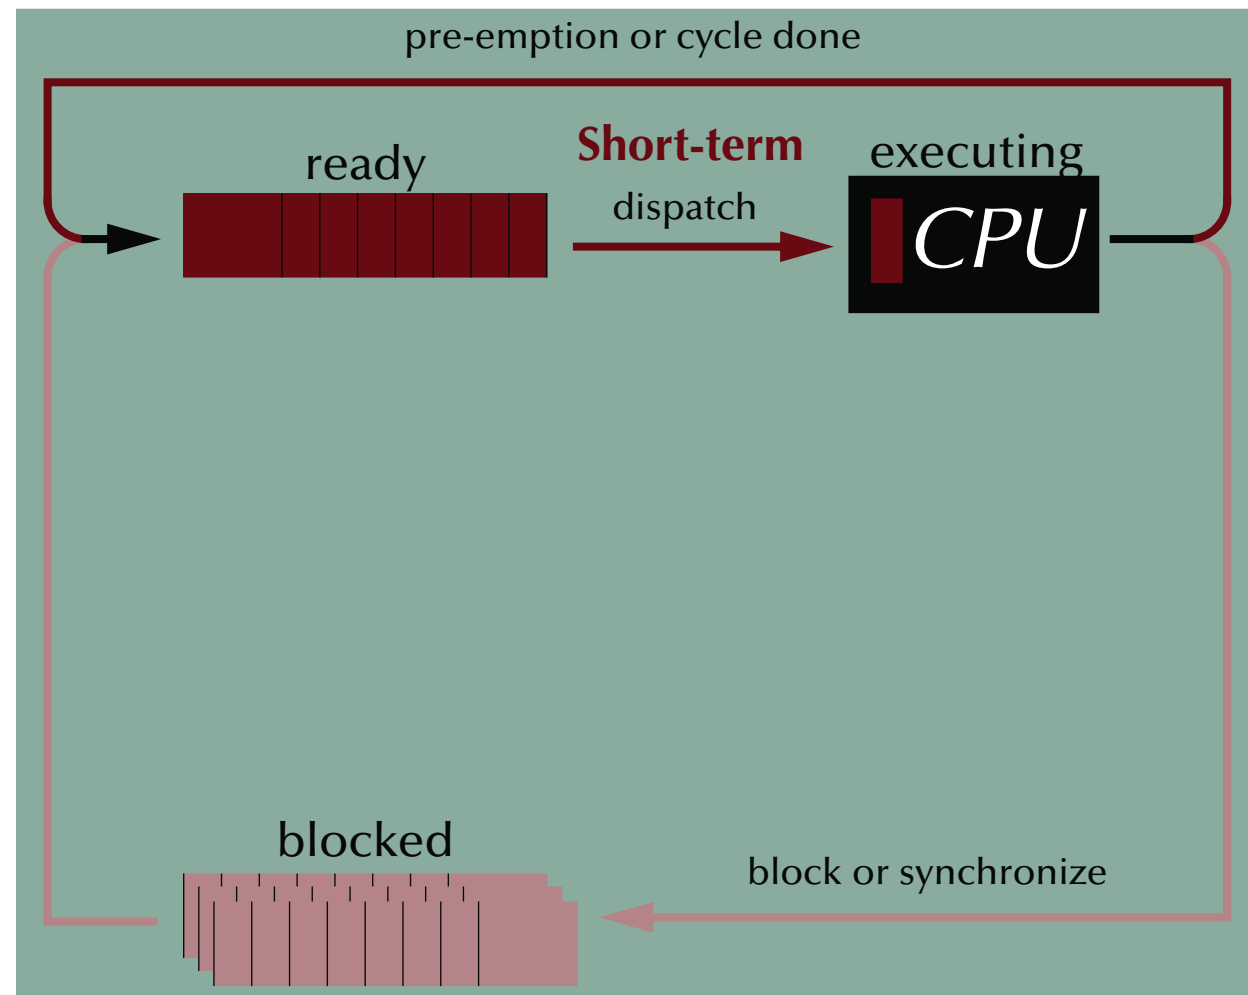 pre-emption or cycle done
ready
Short-term
dispatch
executing
CPU
blocked
block or synchronize